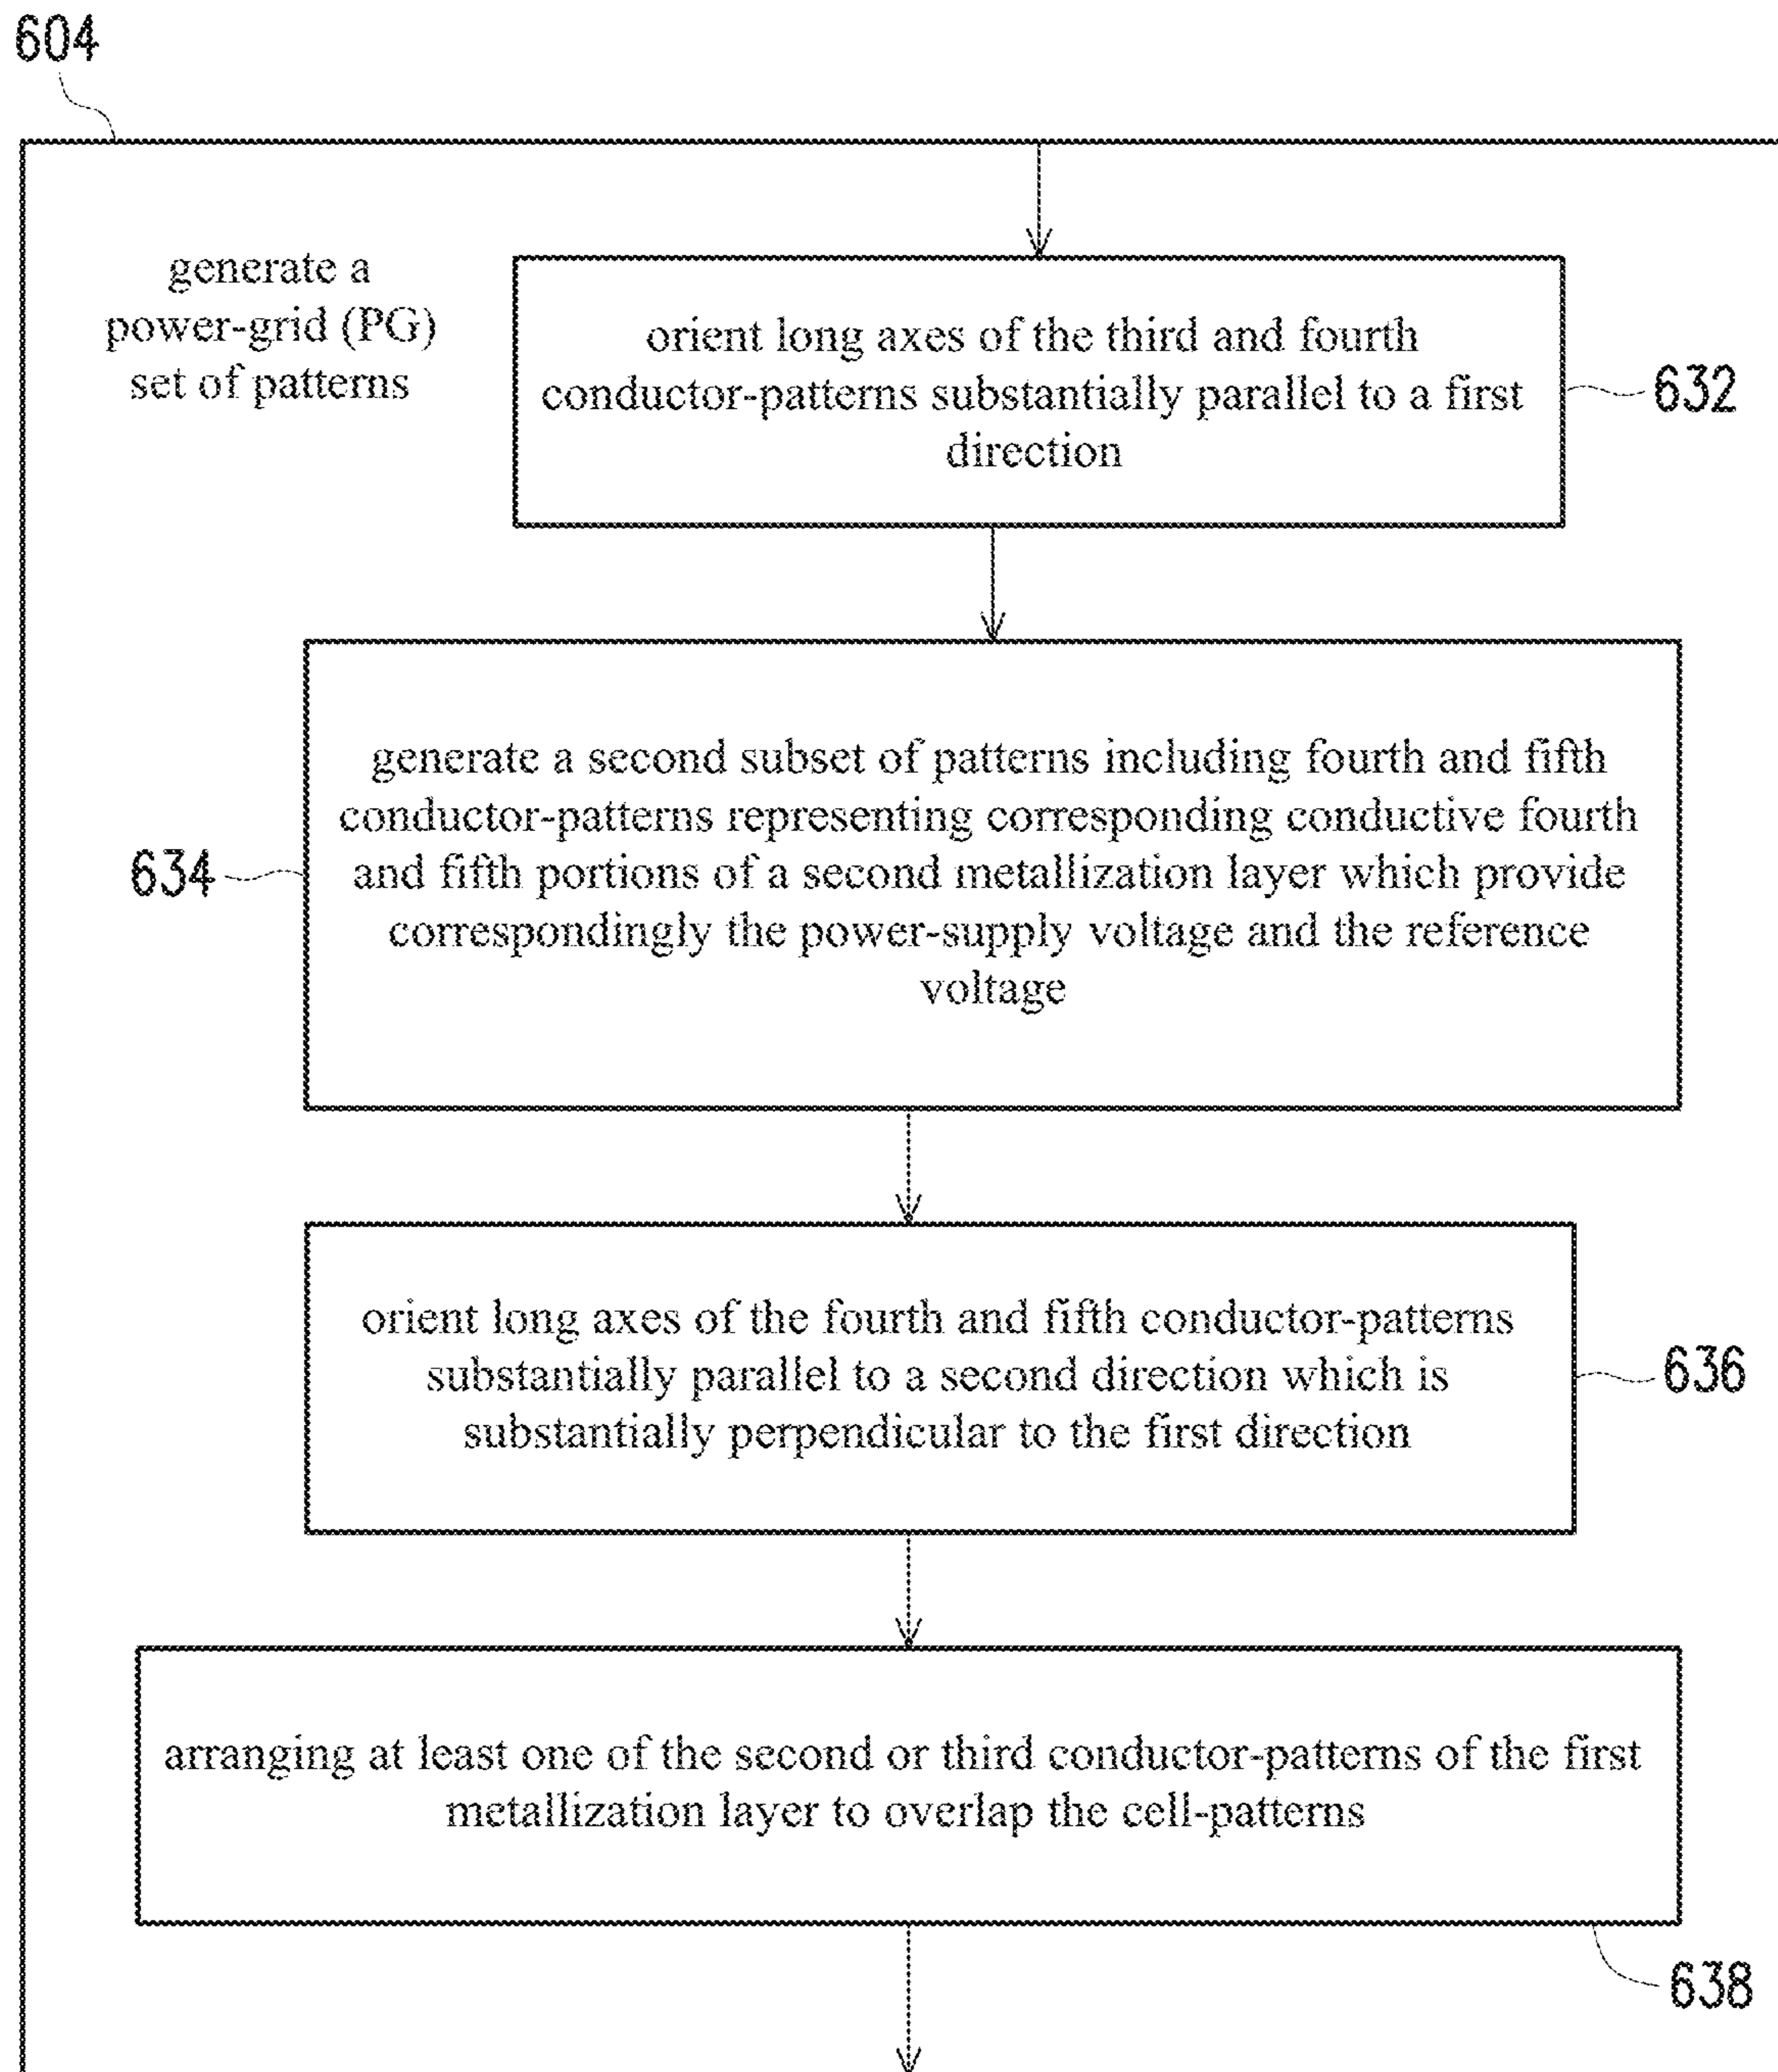 604
generate a
power-grid (PG)
set of patterns
orient long axes of the third and fourth
conductor-patterns substantially parallel to a first
direction
632
generate a second subset of patterns including fourth and fifth
conductor-patterns representing corresponding conductive fourth
and fifth portions of a second metallization layer which provide
correspondingly the power-supply voltage and the reference
voltage
634
orient long axes of the fourth and fifth conductor-patterns
substantially parallel to a second direction which is
substantially perpendicular to the first direction
636
arranging at least one of the second or third conductor-patterns of the first
metallization layer to overlap the cell-patterns
638